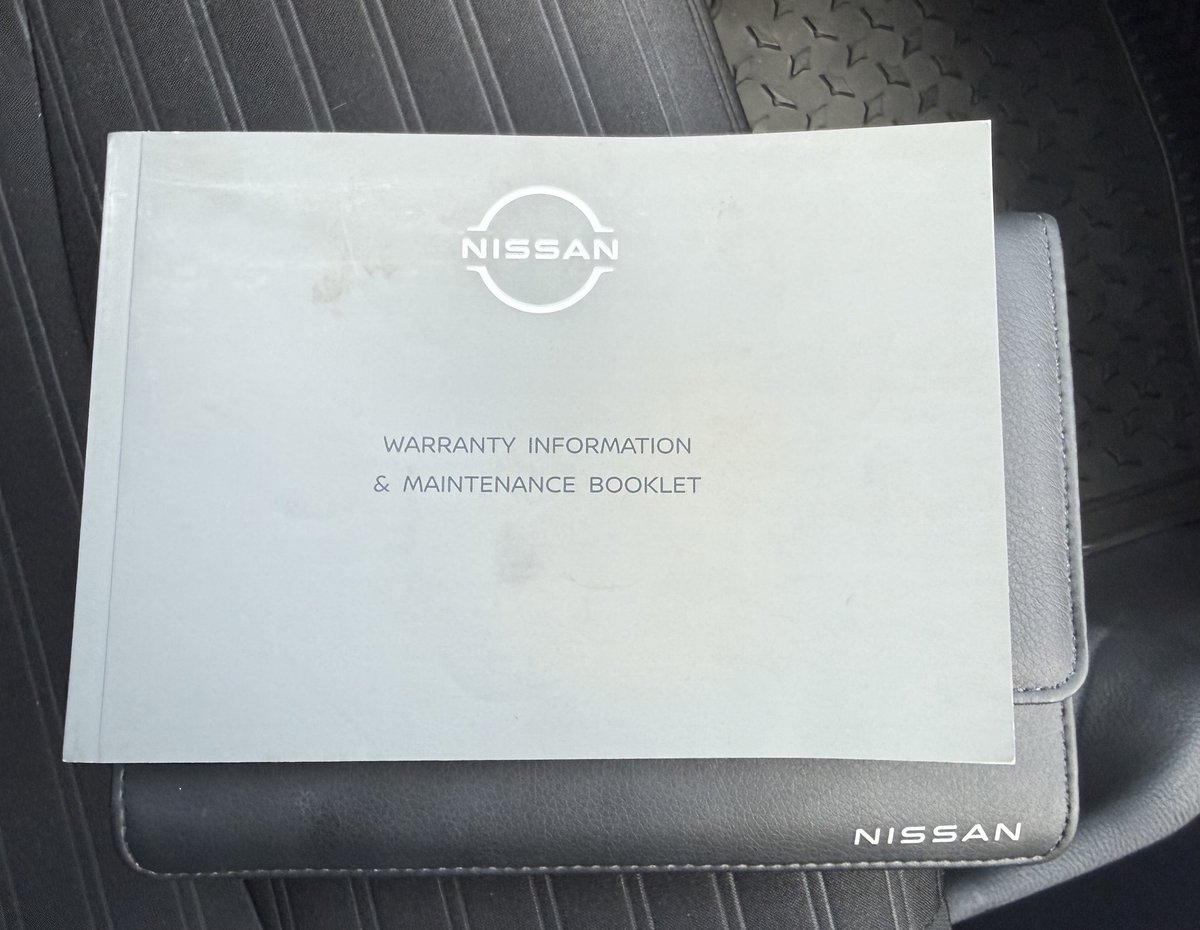 NISSAN
WARRANTY INFORMATION
& MAINTENANCE BOOKLET
NISSAN